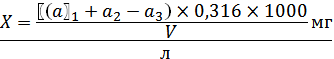 X = 〖(a〗₁ + a₂ − a₃) × 0,316 × 1000
V
мг
л